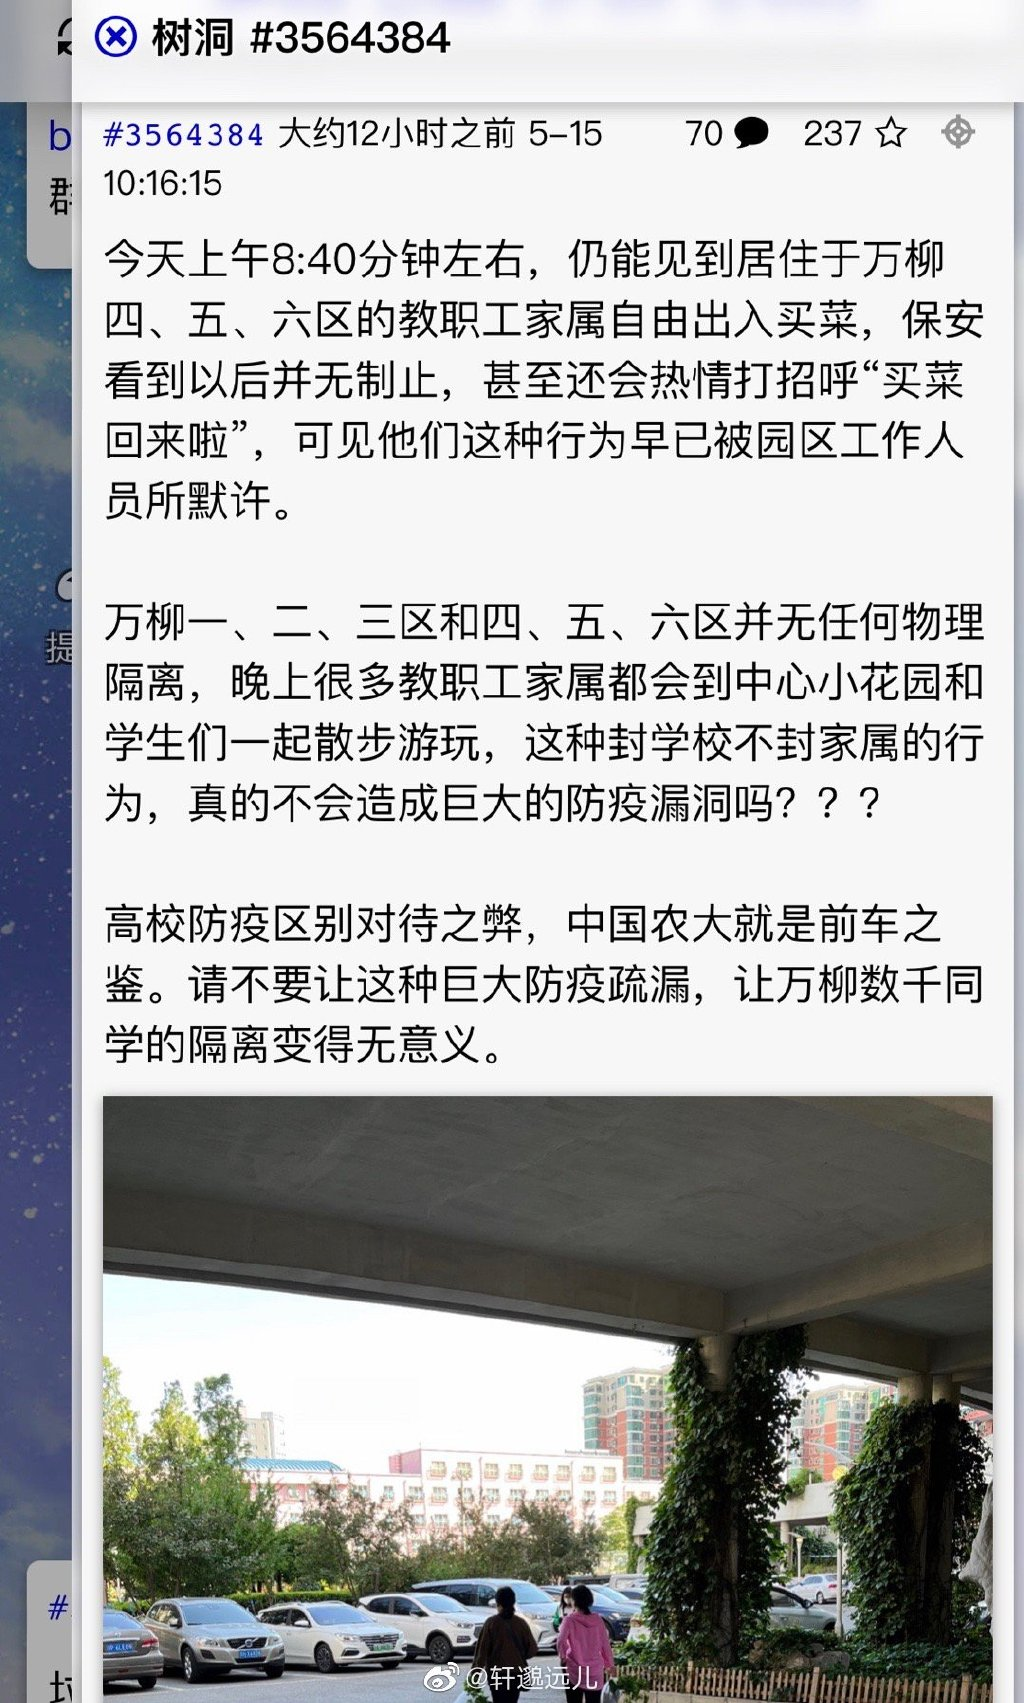 树洞 #3564384
b
群
提
#3564384 大约12小时之前 5-15 70 237
10:16:15
今天上午8:40分钟左右，仍能见到居住于万柳
四、五、六区的教职工家属自由出入买菜，保安
看到以后并无制止，甚至还会热情打招呼“买菜
回来啦”，可见他们这种行为早已被园区工作人
员所默许。
万柳一、二、三区和四、五、六区并无任何物理
隔离，晚上很多教职工家属都会到中心小花园和
学生们一起散步游玩，这种封学校不封家属的行
为，真的不会造成巨大的防疫漏洞吗？？？
高校防疫区别对待之弊，中国农大就是前车之
鉴。请不要让这种巨大防疫疏漏，让万柳数千同
学的隔离变得无意义。
#
@轩邈远儿